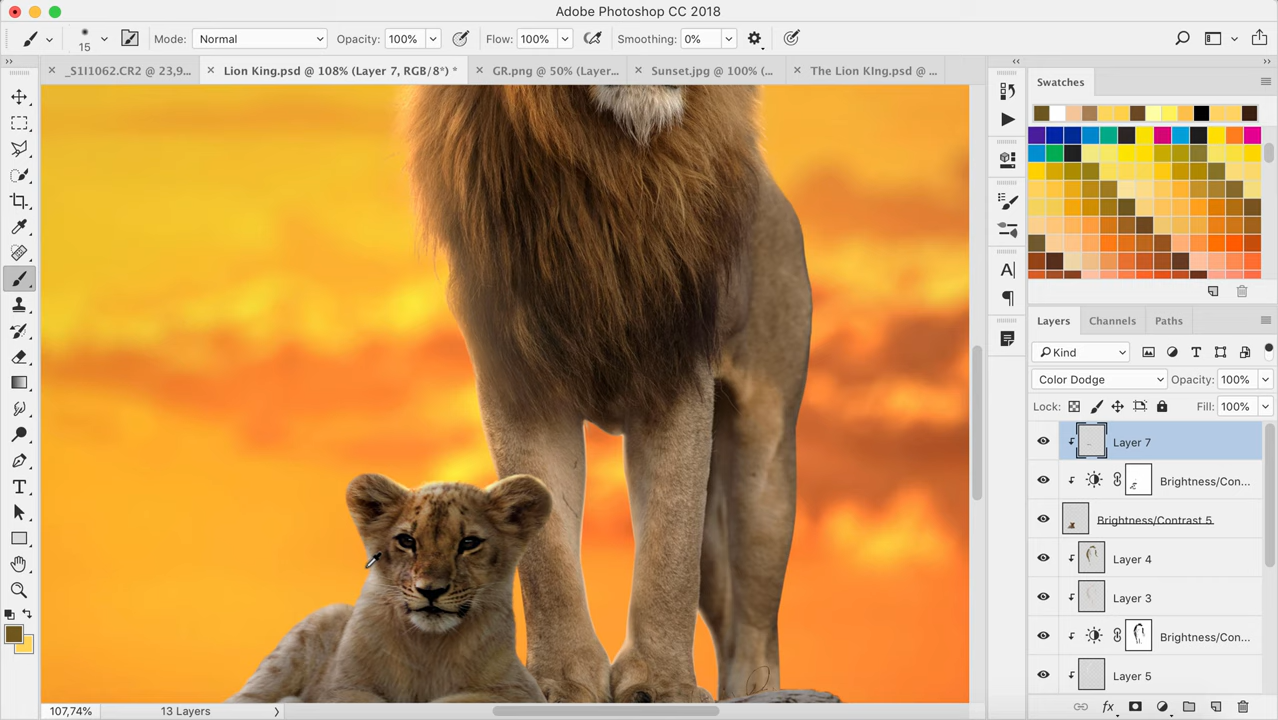 Adobe Photoshop CC 2018
15
Mode: Normal
Opacity: 100%
Flow: 100%
Smoothing: 0%
_S1I1062.CR2 @ 23,9...
Lion King.psd @ 108% (Layer 7, RGB/8*) *
GR.png @ 50% (Layer...
Sunset.jpg @ 100% (...
The Lion KIng.psd @ ...
Swatches
Layers
Channels
Paths
Kind
Color Dodge
Opacity: 100%
Lock:
Fill: 100%
Layer 7
Brightness/Con...
Brightness/Contrast 5
Layer 4
Layer 3
Brightness/Con...
Layer 5
107,74%
13 Layers